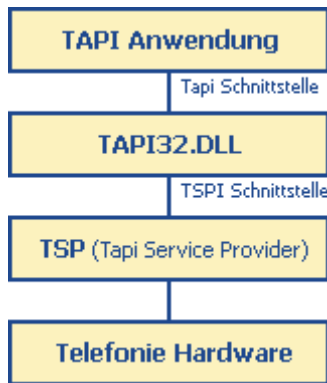 TAPI Anwendung
Tapi Schnittstelle
TAPI32.DLL
TSPI Schnittstelle
TSP (Tapi Service Provider)
Telefonie Hardware